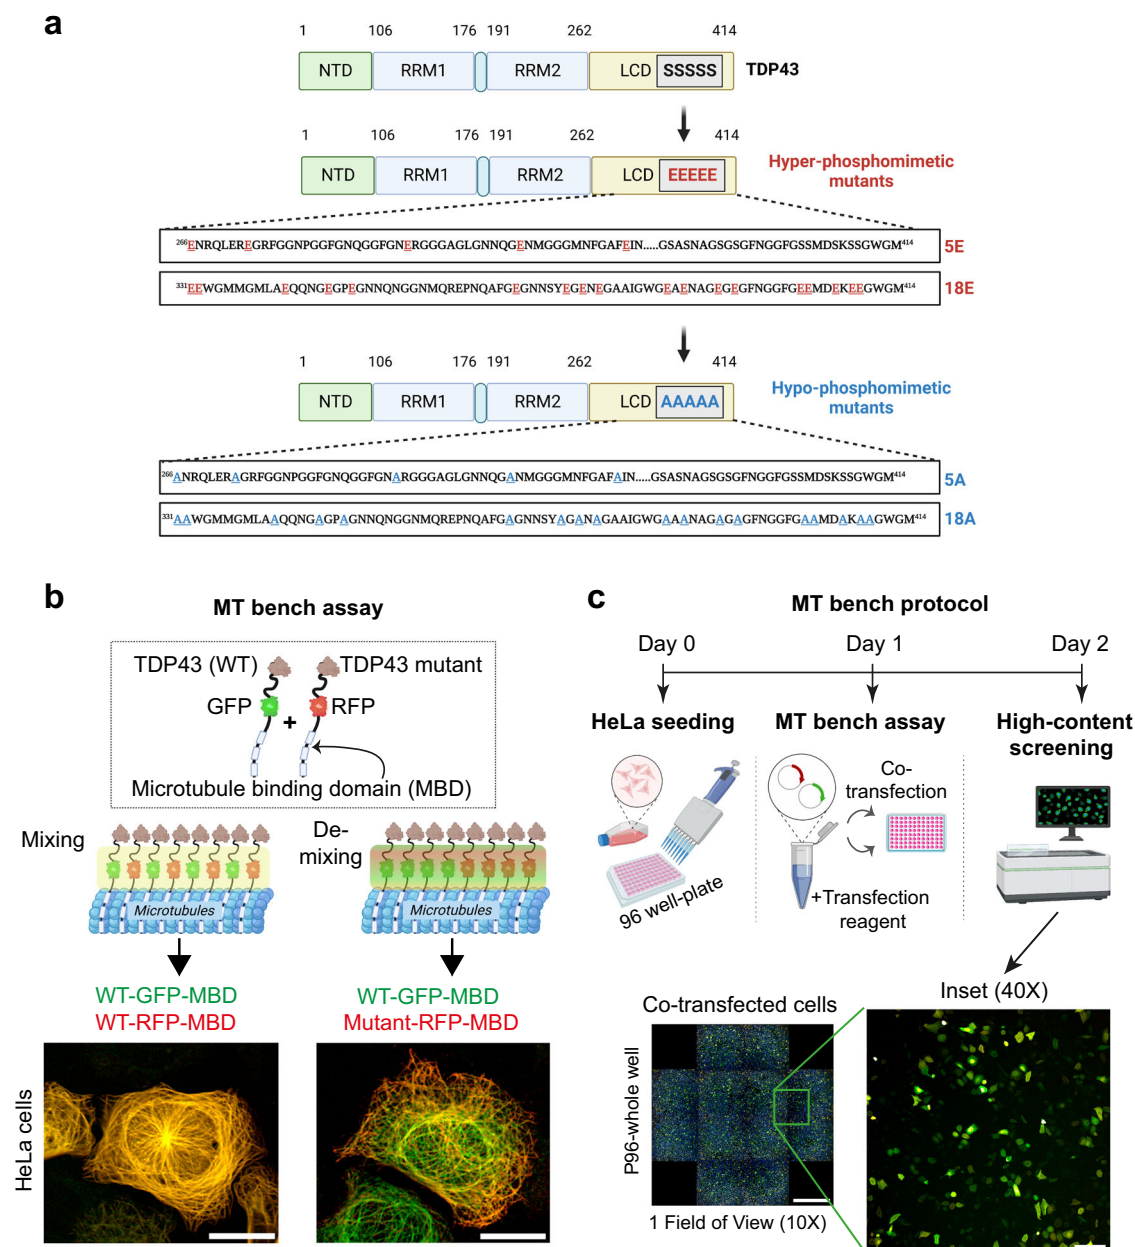 a
1 106 176 191 262 414
NTD RRM1 RRM2 LCD SSSSS TDP43
1 106 176 191 262 414
NTD RRM1 RRM2 LCD EEEEE Hyper-phosphomimetic
mutants
266ENRQLEREGRFGGNPGGFGNQGGFGNERGGGAGLGNNQGENMGGGMNFGAFEIN.....GSASNAGSGSGFNGGFGSSMDSKSSGWGM414 5E
331EEWGMMGMLAEQQNGEGPEGNNQNGGNMQREPNQAFGEGNNSYEGENEGAAIGWGEAENAGEGEGFNGGFGEEMDEKEEGWGM414 18E
1 106 176 191 262 414
NTD RRM1 RRM2 LCD AAAAA Hypo-phosphomimetic
mutants
266ANRQLERAGRFGGNPGGFGNQGGFGNARGGGAGLGNNQGANMGGGMNFGAFAIN.....GSASNAGSGSGFNGGFGSSMDSKSSGWGM414 5A
331AAWGMMGMLAAQQNGAGPAGNNQNGGNMQREPNQAFGAGNNSYAGANAGAAIGWGAAANAGAGAGFNGGFGAAMDAKAAGWGM414 18A
b
MT bench assay
TDP43 (WT) TDP43 mutant
GFP + RFP
Microtubule binding domain (MBD)
Mixing
De-
mixing
Microtubules
Microtubules
WT-GFP-MBD
WT-RFP-MBD
WT-GFP-MBD
Mutant-RFP-MBD
HeLa cells
c
MT bench protocol
Day 0 Day 1 Day 2
HeLa seeding
MT bench assay
High-content
screening
96 well-plate
Co-
transfection
+Transfection
reagent
Co-transfected cells
Inset (40X)
P96-whole well
1 Field of View (10X)